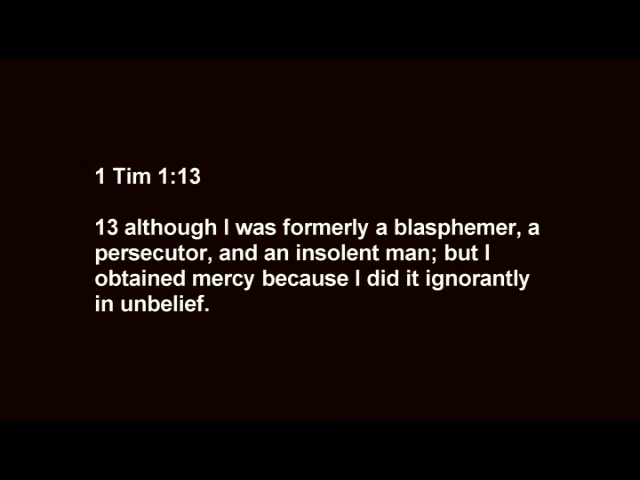 1 Tim 1:13
13 although I was formerly a blasphemer, a
persecutor, and an insolent man; but I
obtained mercy because I did it ignorantly
in unbelief.